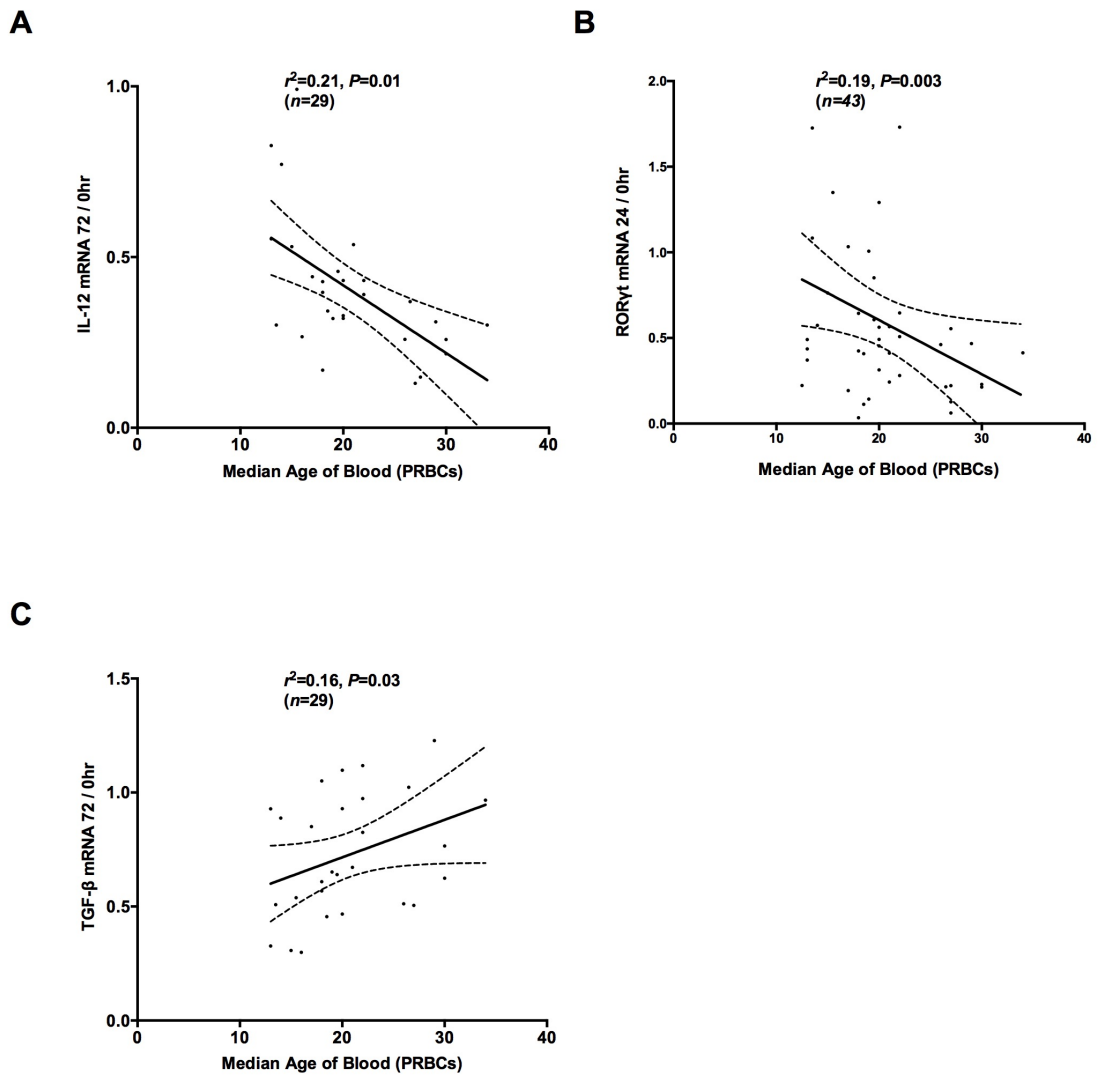 A
r²=0.21, P=0.01
(n=29)
IL-12 mRNA 72 / 0hr
1.0
0.5
0.0
0 10 20 30 40
Median Age of Blood (PRBCs)
B
r²=0.19, P=0.003
(n=43)
RORγt mRNA 24 / 0hr
2.0
1.5
1.0
0.5
0.0
0 10 20 30 40
Median Age of Blood (PRBCs)
C
r²=0.16, P=0.03
(n=29)
TGF-β mRNA 72 / 0hr
1.5
1.0
0.5
0.0
0 10 20 30 40
Median Age of Blood (PRBCs)